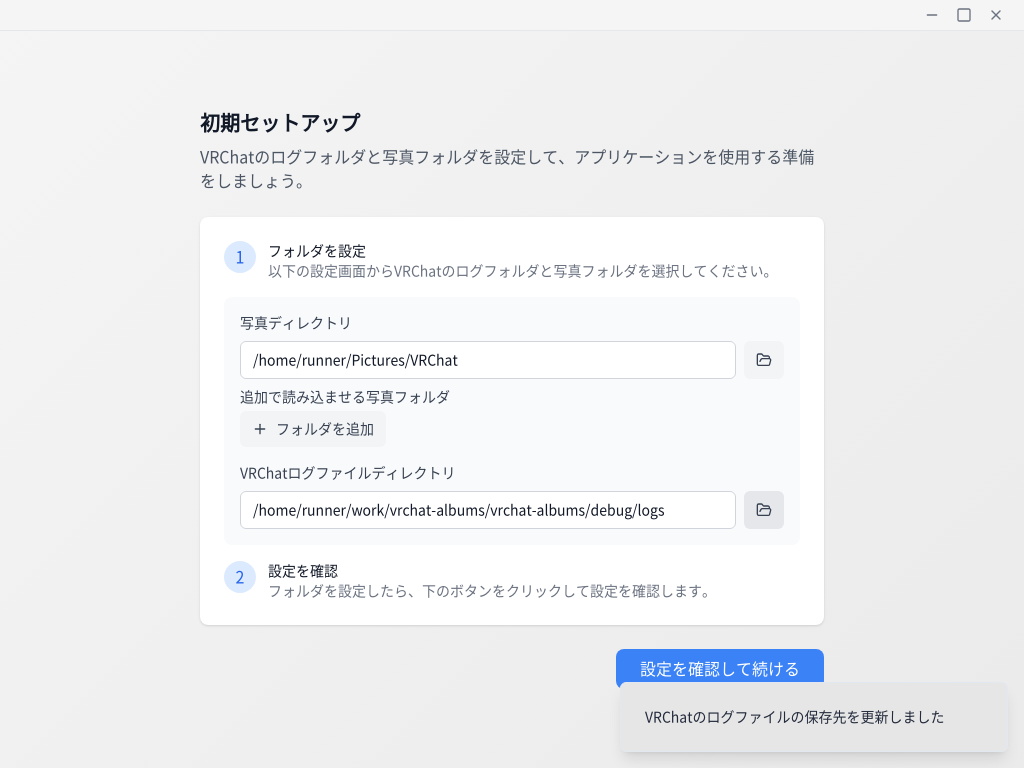 初期セットアップ
VRChatのログフォルダと写真フォルダを設定して、アプリケーションを使用する準備
をしましょう。
1
フォルダを設定
以下の設定画面からVRChatのログフォルダと写真フォルダを選択してください。
写真ディレクトリ
/home/runner/Pictures/VRChat
追加で読み込ませる写真フォルダ
フォルダを追加
VRChatログファイルディレクトリ
/home/runner/work/vrchat-albums/vrchat-albums/debug/logs
2
設定を確認
フォルダを設定したら、下のボタンをクリックして設定を確認します。
設定を確認して続ける
VRChatのログファイルの保存先を更新しました